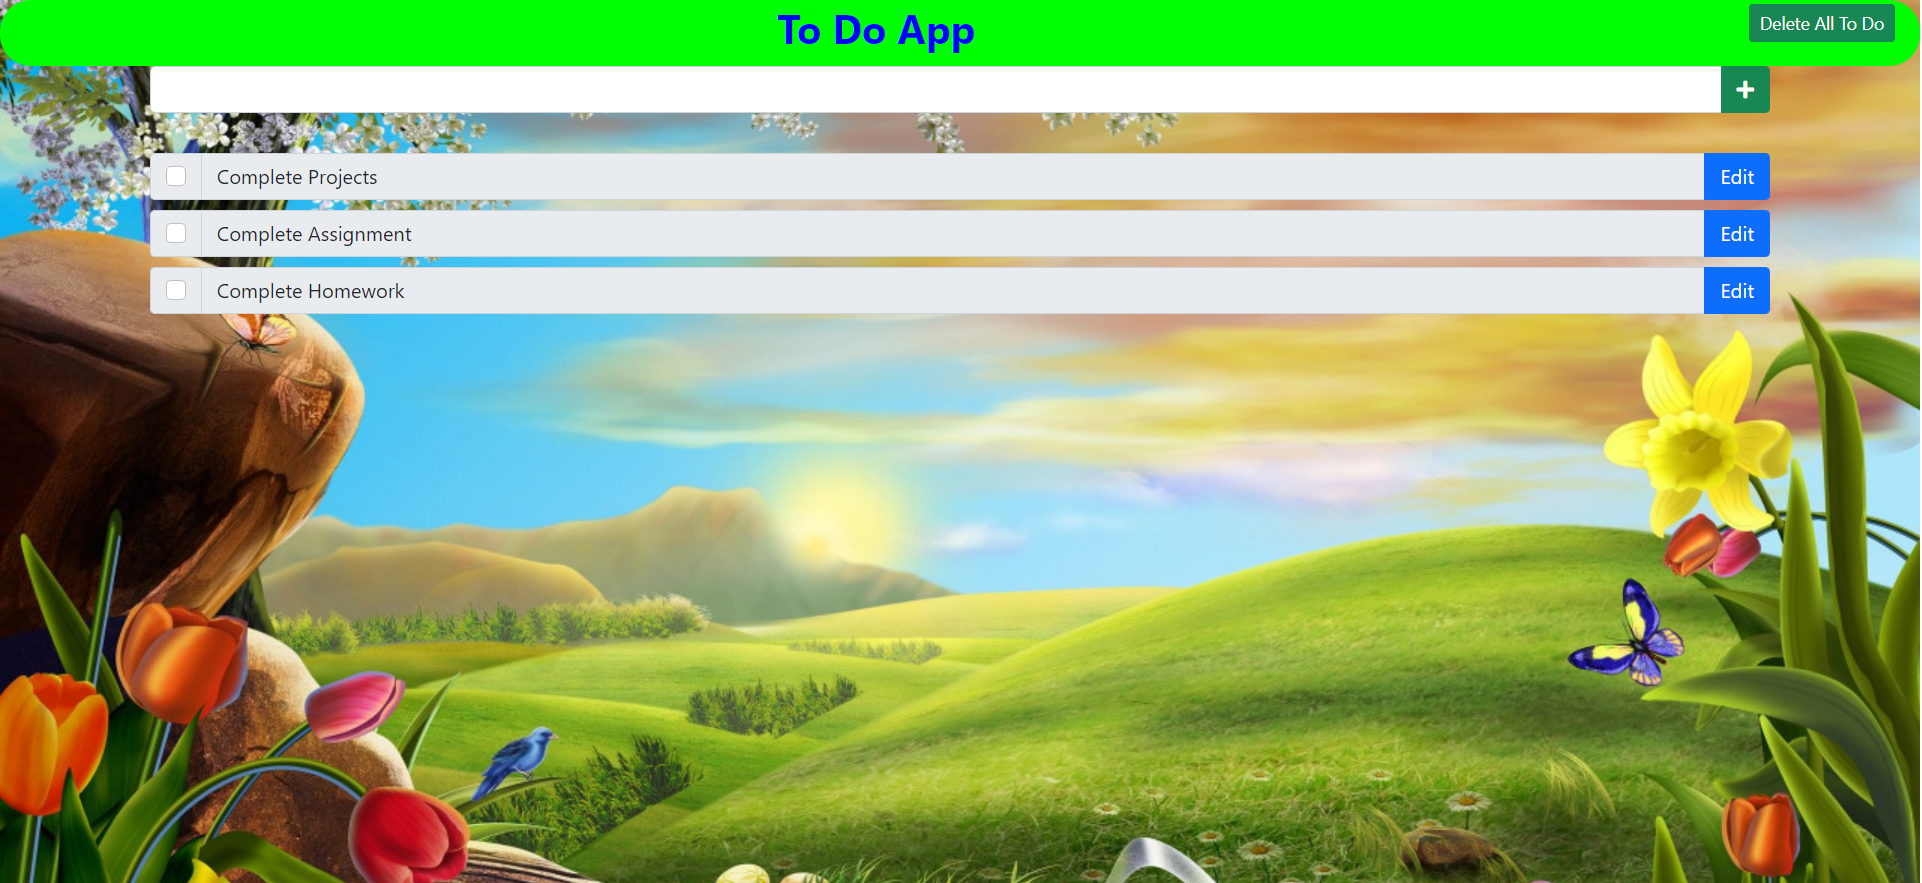 To Do App
Delete All To Do
+
Complete Projects
Edit
Complete Assignment
Edit
Complete Homework
Edit